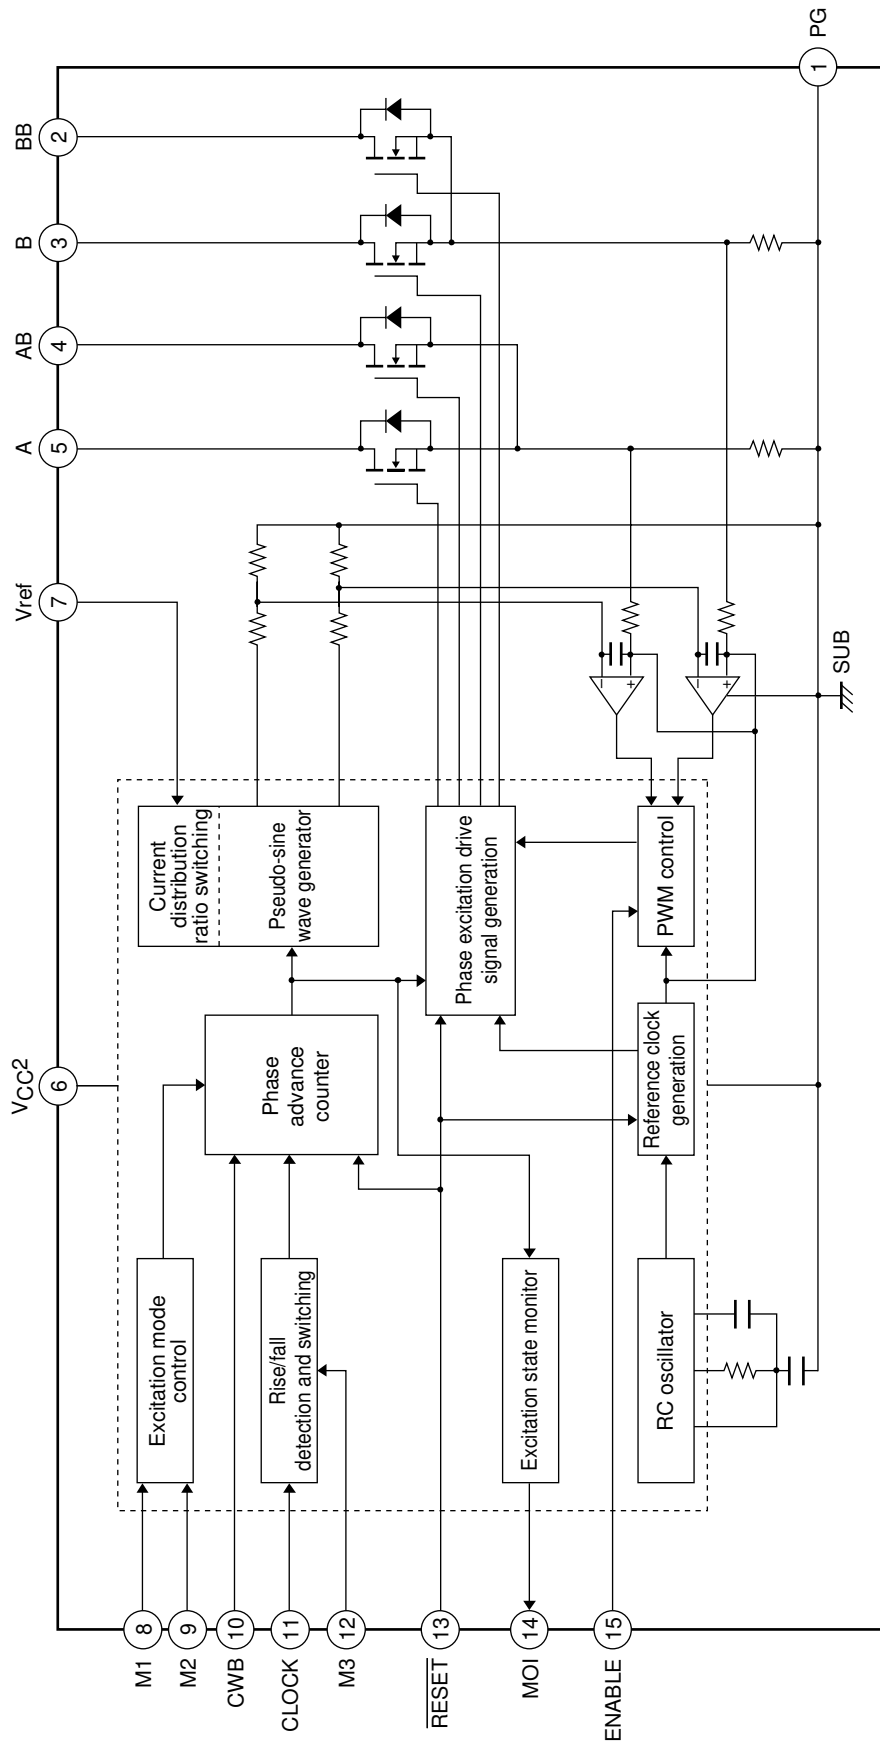 VCC2
6
Vref
7
A
5
AB
4
B
3
BB
2
PG
1
M1
8
M2
9
CWB
10
CLOCK
11
M3
12
RESET
13
MOI
14
ENABLE
15
Excitation mode
control
Phase
advance
counter
Current
distribution
ratio switching
Pseudo-sine
wave generator
Rise/fall
detection and switching
Phase excitation drive
signal generation
Excitation state monitor
RC oscillator
Reference clock
generation
PWM control
–
+
–
+
SUB